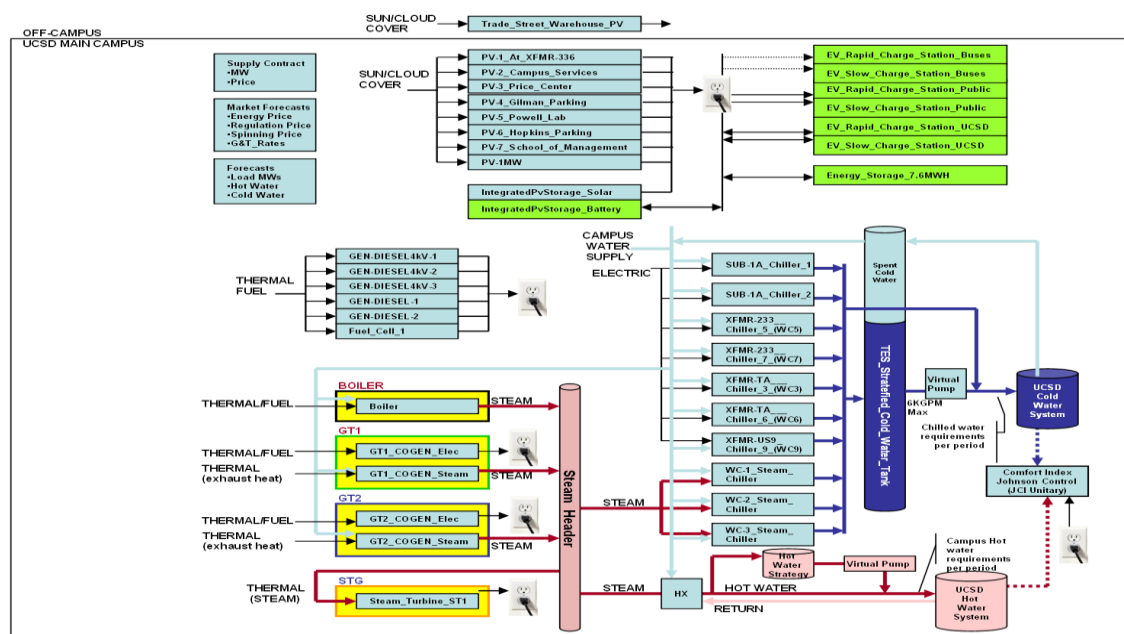 SUN/CLOUD
COVER
Trade_Street_Warehouse_PV
OFF-CAMPUS
UCSD MAIN CAMPUS
Supply Contract
•MW
•Price
Market Forecasts
•Energy Price
•Regulation Price
•Spinning Price
•G&T_Rates
Forecasts
•Load MWs
•Hot Water
•Cold Water
SUN/CLOUD
COVER
PV-1_At_XFMR-336
PV-2_Campus_Services
PV-3_Price_Center
PV-4_Gilman_Parking
PV-5_Powell_Lab
PV-6_Hopkins_Parking
PV-7_School_of_Management
PV-1MW
IntegratedPvStorage_Solar
IntegratedPvStorage_Battery
EV_Rapid_Charge_Station_Buses
EV_Slow_Charge_Station_Buses
EV_Rapid_Charge_Station_Public
EV_Slow_Charge_Station_Public
EV_Rapid_Charge_Station_UCSD
EV_Slow_Charge_Station_UCSD
Energy_Storage_7.6MWH
THERMAL
FUEL
GEN-DIESEL4kV-1
GEN-DIESEL4kV-2
GEN-DIESEL4kV-3
GEN-DIESEL-1
GEN-DIESEL-2
Fuel_Cell_1
CAMPUS
WATER
SUPPLY
ELECTRIC
SUB-1A_Chiller_1
SUB-1A_Chiller_2
XFMR-233__
Chiller_5_(WC5)
XFMR-233__
Chiller_7_(WC7)
XFMR-TA___
Chiller_3_(WC3)
XFMR-TA___
Chiller_6_(WC6)
XFMR-US9_
Chiller_9_(WC9)
WC-1_Steam_
Chiller
WC-2_Steam_
Chiller
WC-3_Steam_
Chiller
Spent
Cold
Water
TES_Stratefied_Cold_Water_Tank
Virtual
Pump
6KGPM
Max
UCSD
Cold
Water
System
Chilled water
requirements
per period
Comfort Index
Johnson Control
(JCI Unitary)
BOILER
THERMAL/FUEL
Boiler
STEAM
GT1
THERMAL/FUEL
GT1_COGEN_Elec
THERMAL
(exhaust heat)
GT1_COGEN_Steam
STEAM
GT2
THERMAL/FUEL
GT2_COGEN_Elec
THERMAL
(exhaust heat)
GT2_COGEN_Steam
STEAM
STG
THERMAL
(STEAM)
Steam_Turbine_ST1
Steam_Header
STEAM
STEAM
HX
HOT WATER
RETURN
Hot
Water
Strategy
Virtual Pump
Campus Hot
water
requirements
per period
UCSD
Hot
Water
System